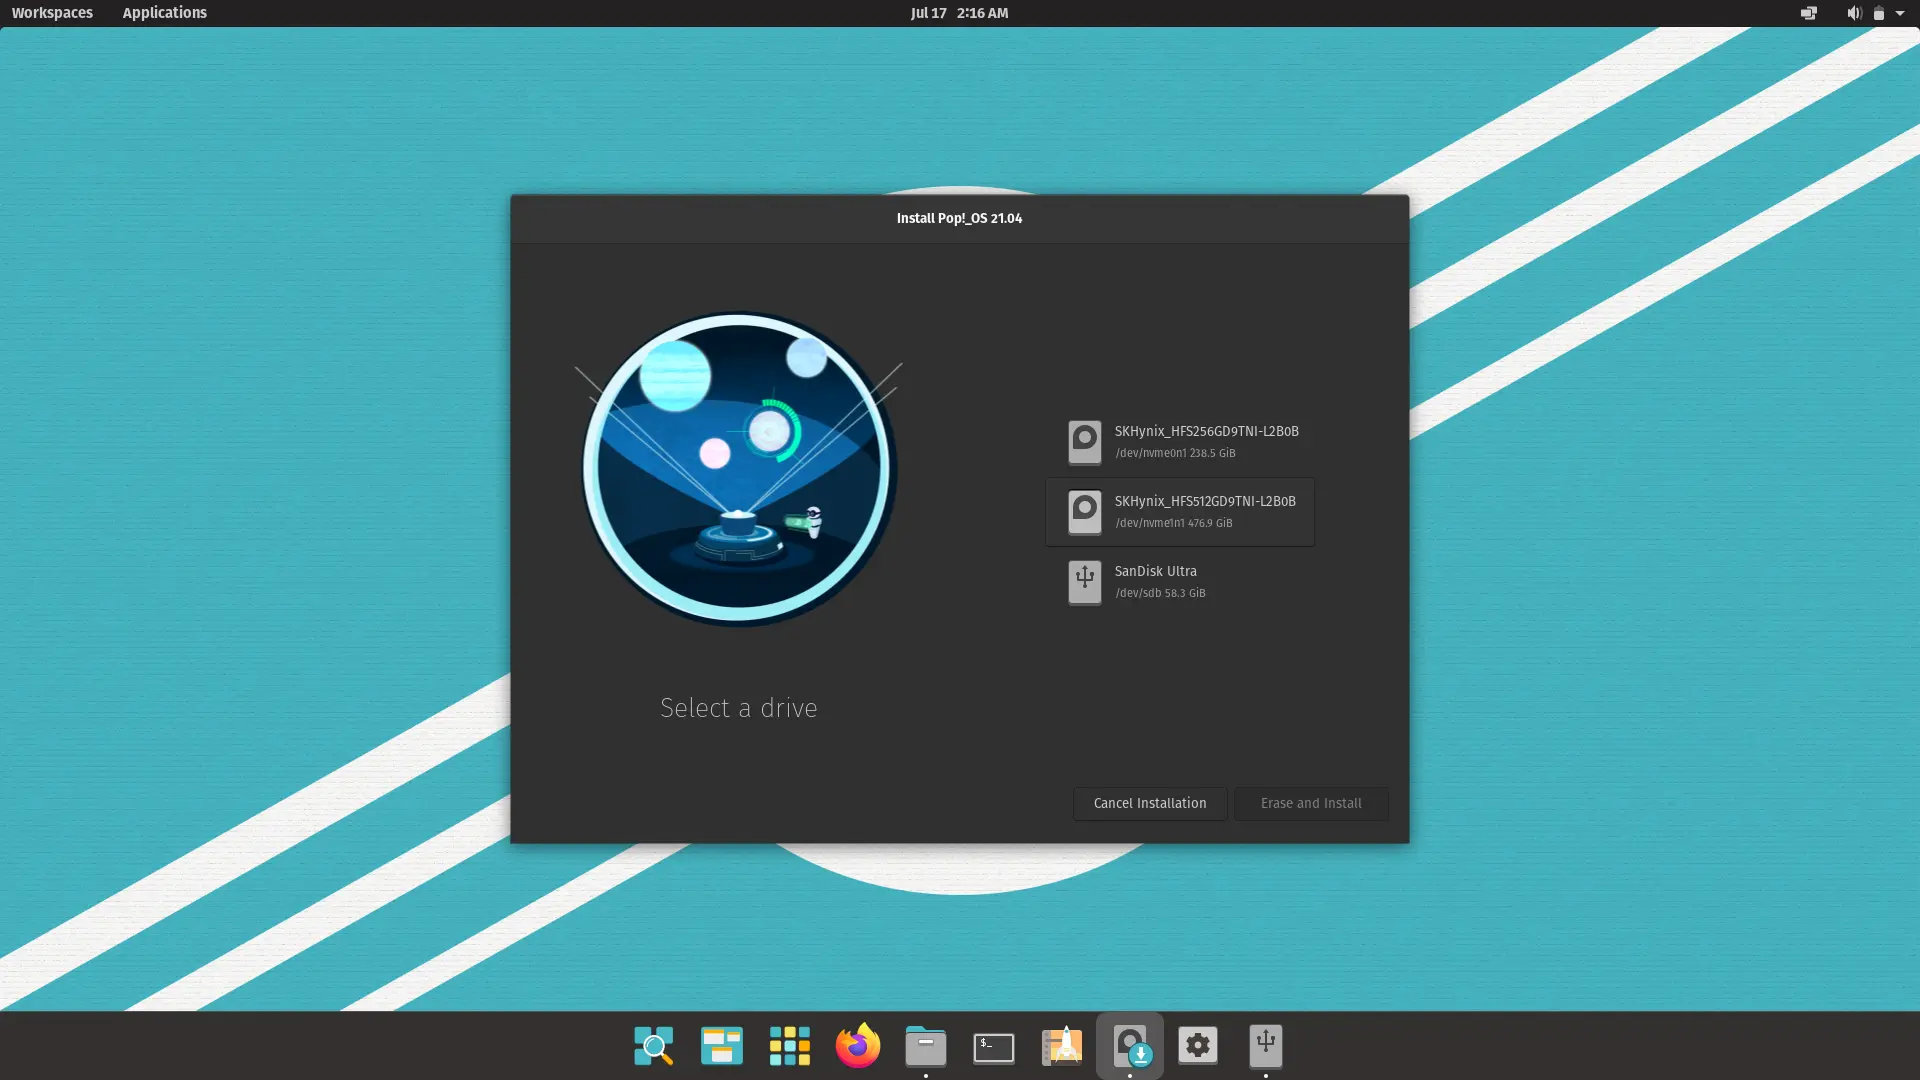 Workspaces Applications Jul 17 2:16 AM
Install Pop!_OS 21.04
SKHynix_HFS256GD9TNI-L2B0B
/dev/nvme0n1 238.5 GiB
SKHynix_HFS512GD9TNI-L2B0B
/dev/nvme1n1 476.9 GiB
SanDisk Ultra
/dev/sdb 58.3 GiB
Select a drive
Cancel Installation Erase and Install
$_